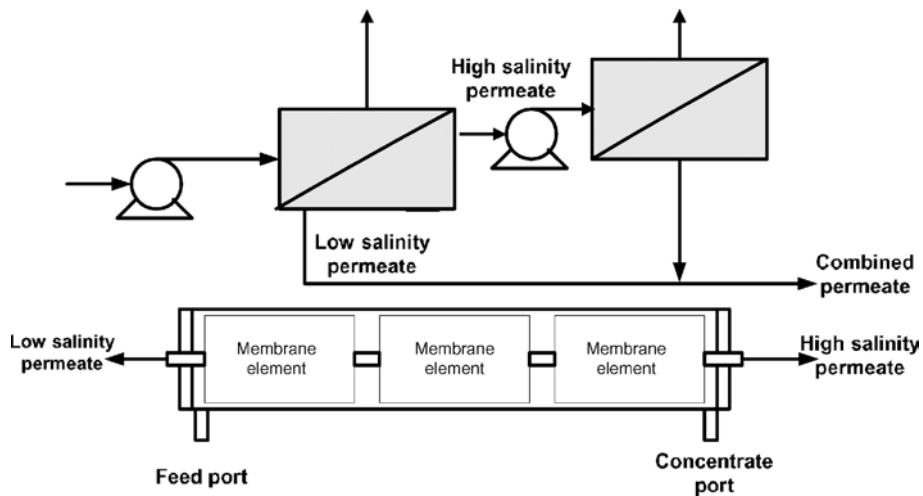 High salinity
permeate
Low salinity
permeate
Combined
permeate
Low salinity
permeate
Membrane
element
Membrane
element
Membrane
element
High salinity
permeate
Feed port
Concentrate
port